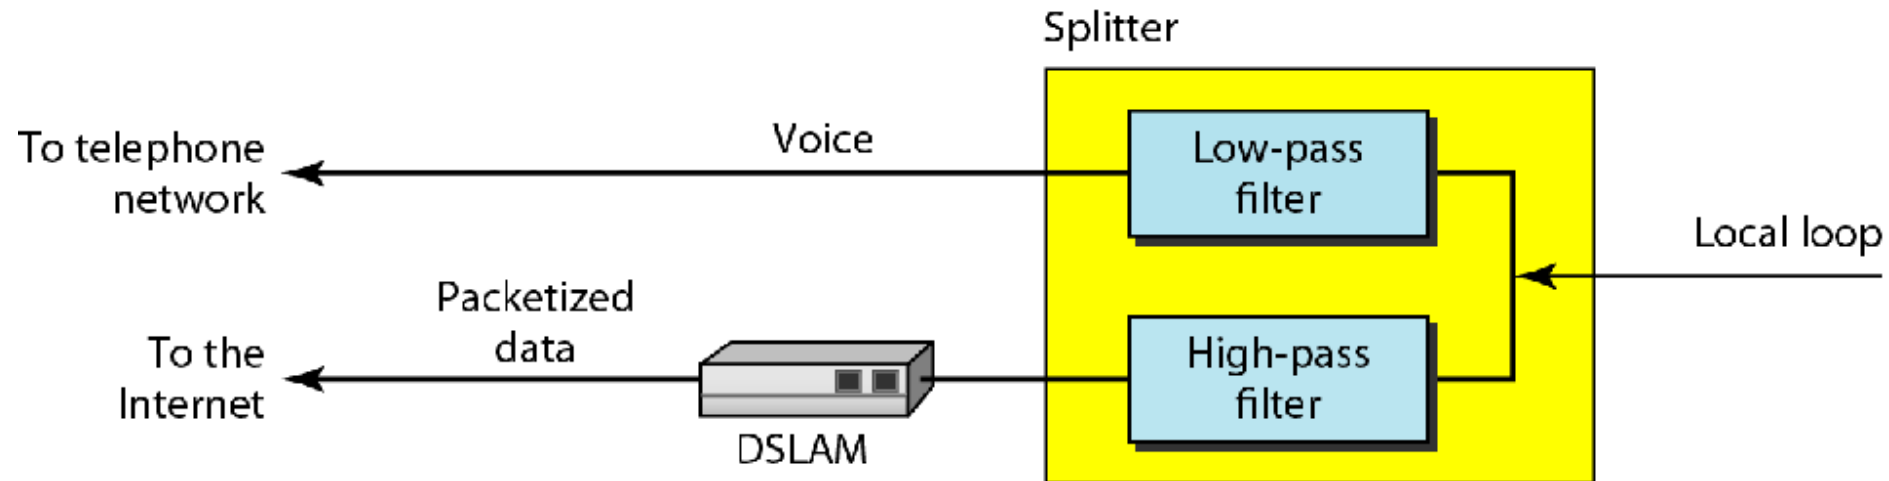 Splitter
To telephone
network
Voice
Low-pass
filter
Local loop
To the
Internet
Packetized
data
DSLAM
High-pass
filter